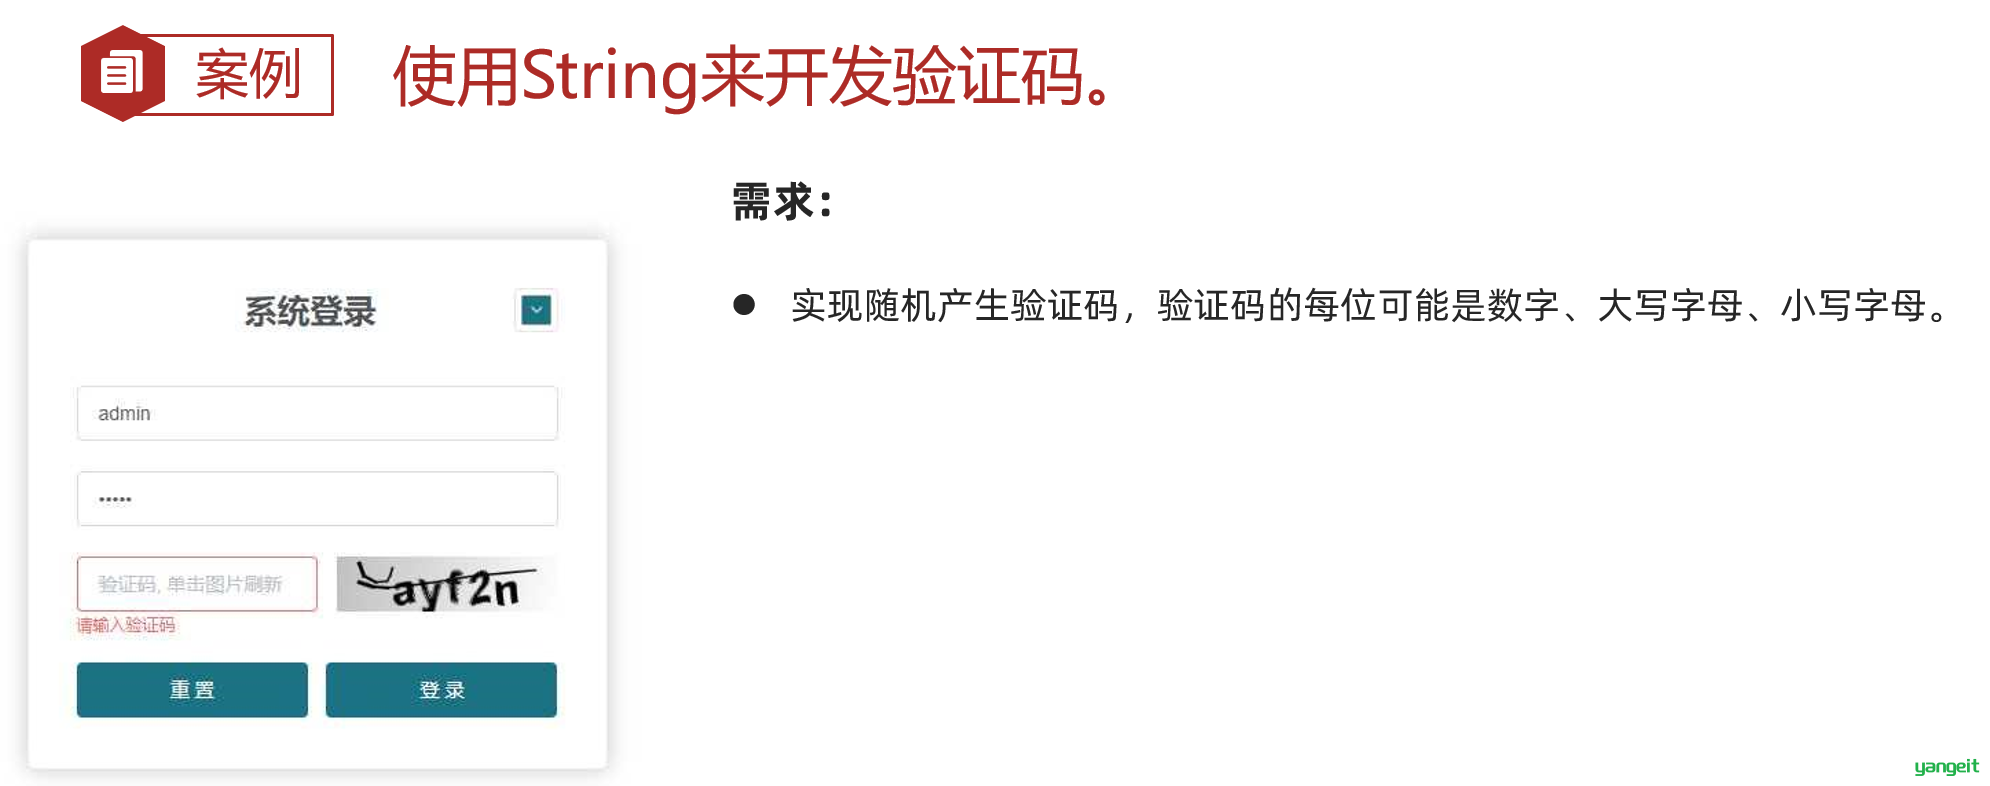 案例
使用String来开发验证码。
需求：
● 实现随机产生验证码，验证码的每位可能是数字、大写字母、小写字母。
系统登录
admin
•••••
验证码, 单击图片刷新
ayf2n
请输入验证码
重置
登录
yangeit